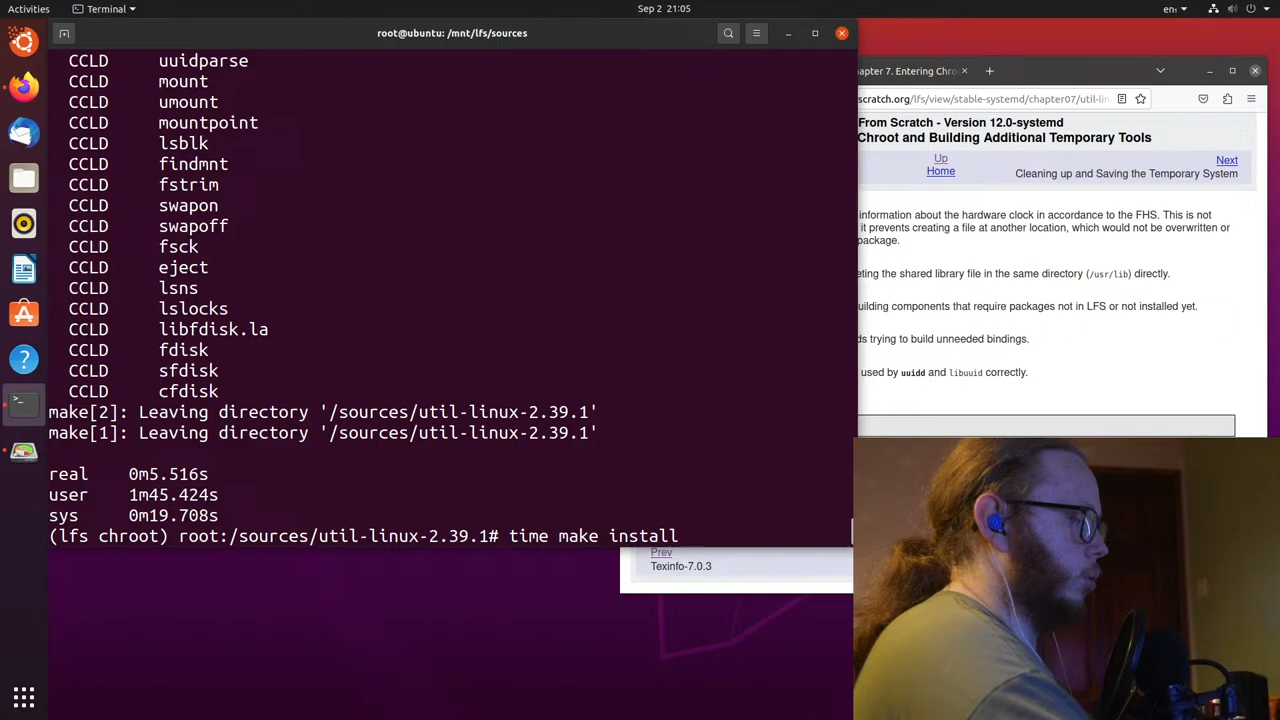 Activities
Terminal
Sep 2 21:05
en
root@ubuntu: /mnt/lfs/sources
CCLD uuidparse
CCLD mount
CCLD umount
CCLD mountpoint
CCLD lsblk
CCLD findmnt
CCLD fstrim
CCLD swapon
CCLD swapoff
CCLD fsck
CCLD eject
CCLD lsns
CCLD lslocks
CCLD libfdisk.la
CCLD fdisk
CCLD sfdisk
CCLD cfdisk
make[2]: Leaving directory '/sources/util-linux-2.39.1'
make[1]: Leaving directory '/sources/util-linux-2.39.1'
real 0m5.516s
user 1m45.424s
sys 0m19.708s
(lfs chroot) root:/sources/util-linux-2.39.1# time make install
apter 7. Entering Chro
scratch.org/lfs/view/stable-systemd/chapter07/util-lin
From Scratch - Version 12.0-systemd
Chroot and Building Additional Temporary Tools
Up
Home
Next
Cleaning up and Saving the Temporary System
information about the hardware clock in accordance to the FHS. This is not
it prevents creating a file at another location, which would not be overwritten or
package.
eting the shared library file in the same directory (/usr/lib) directly.
uilding components that require packages not in LFS or not installed yet.
ds trying to build unneeded bindings.
used by uuidd and libuuid correctly.
Prev
Texinfo-7.0.3